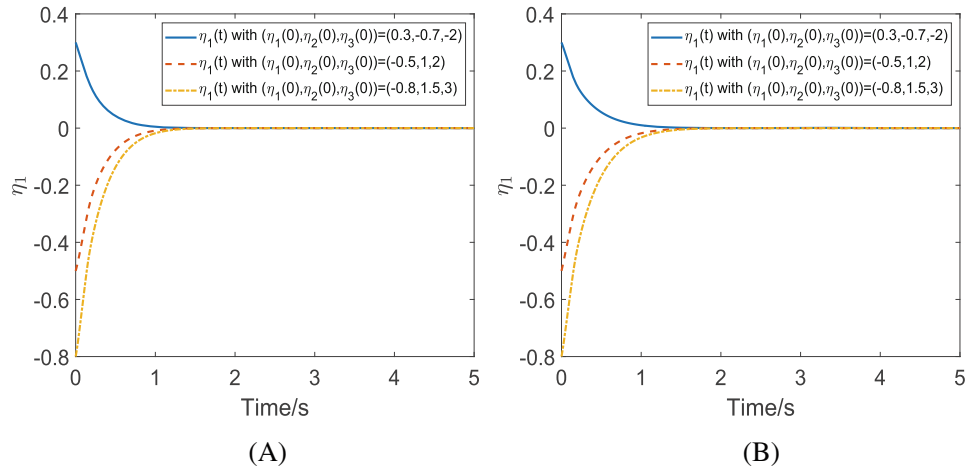 0.4
0.2
0
-0.2
-0.4
-0.6
-0.8
η1
η1(t) with (η1(0),η2(0),η3(0))=(0.3,-0.7,-2)
η1(t) with (η1(0),η2(0),η3(0))=(-0.5,1,2)
η1(t) with (η1(0),η2(0),η3(0))=(-0.8,1.5,3)
0 1 2 3 4 5
Time/s
(A)
0.4
0.2
0
-0.2
-0.4
-0.6
-0.8
η1
η1(t) with (η1(0),η2(0),η3(0))=(0.3,-0.7,-2)
η1(t) with (η1(0),η2(0),η3(0))=(-0.5,1,2)
η1(t) with (η1(0),η2(0),η3(0))=(-0.8,1.5,3)
0 1 2 3 4 5
Time/s
(B)